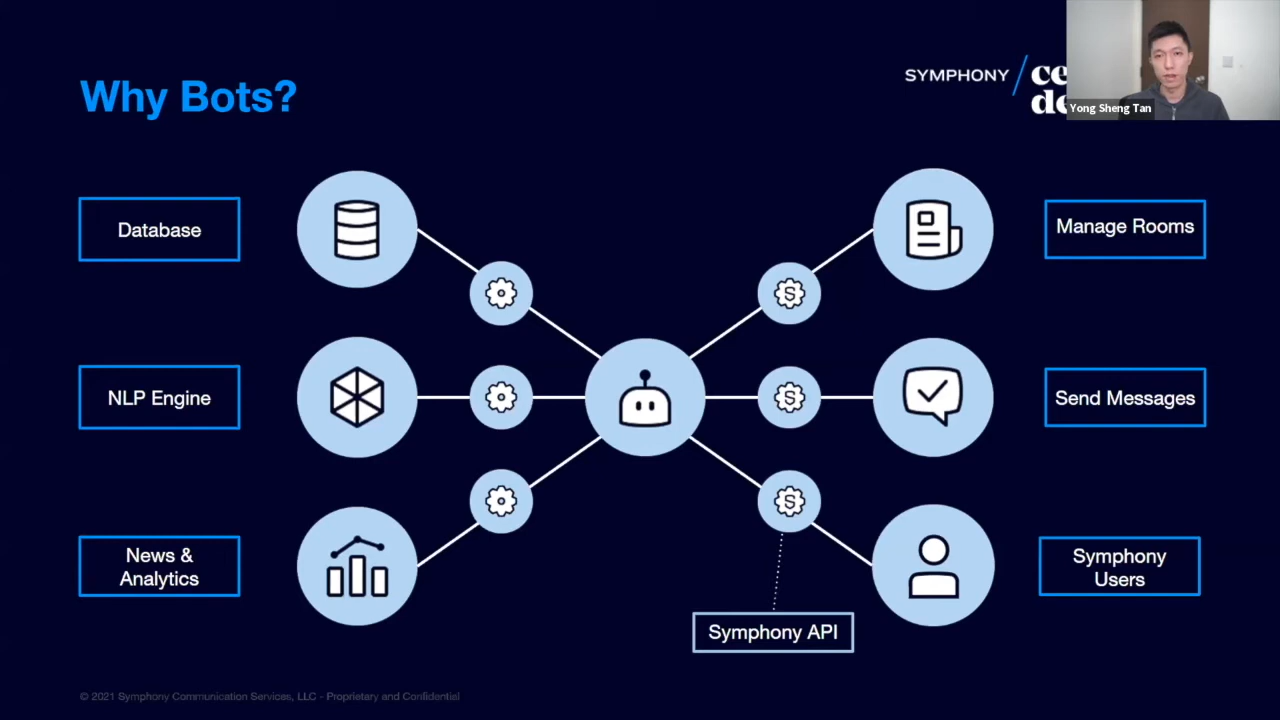 Why Bots?
SYMPHONY
Yong Sheng Tan
Database
Manage Rooms
S
NLP Engine
S
Send Messages
News &
Analytics
S
Symphony
Users
Symphony API
© 2021 Symphony Communication Services, LLC - Proprietary and Confidential